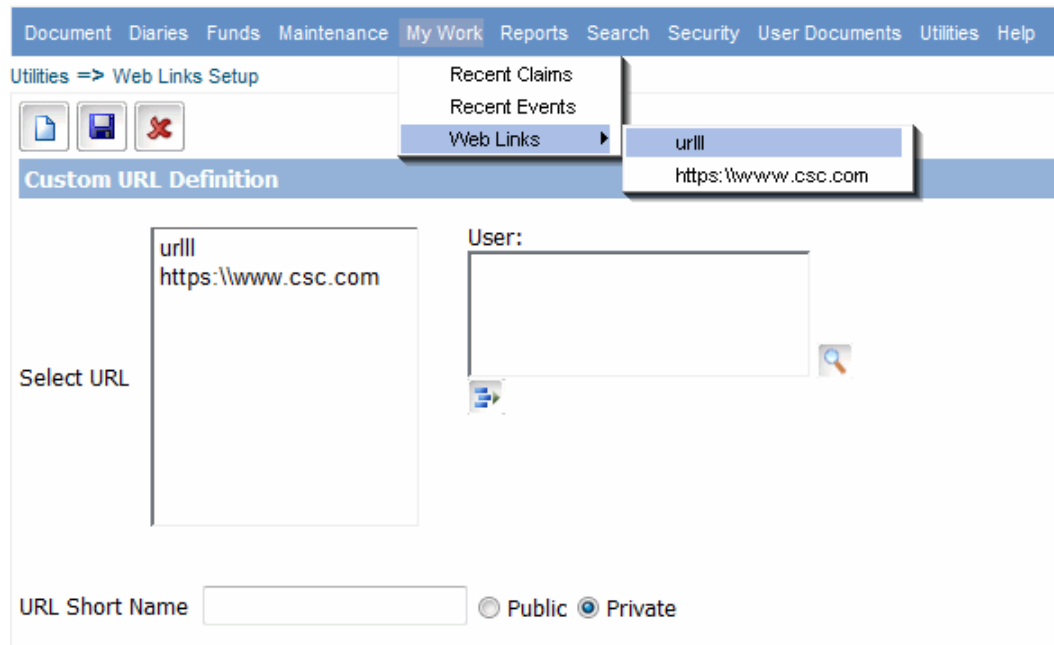 Document Diaries Funds Maintenance My Work Reports Search Security User Documents Utilities Help
Utilities => Web Links Setup
Recent Claims
Recent Events
Web Links
urlll
https:\\www.csc.com
Custom URL Definition
urlll
https:\\www.csc.com
User:
Select URL
URL Short Name
Public
Private